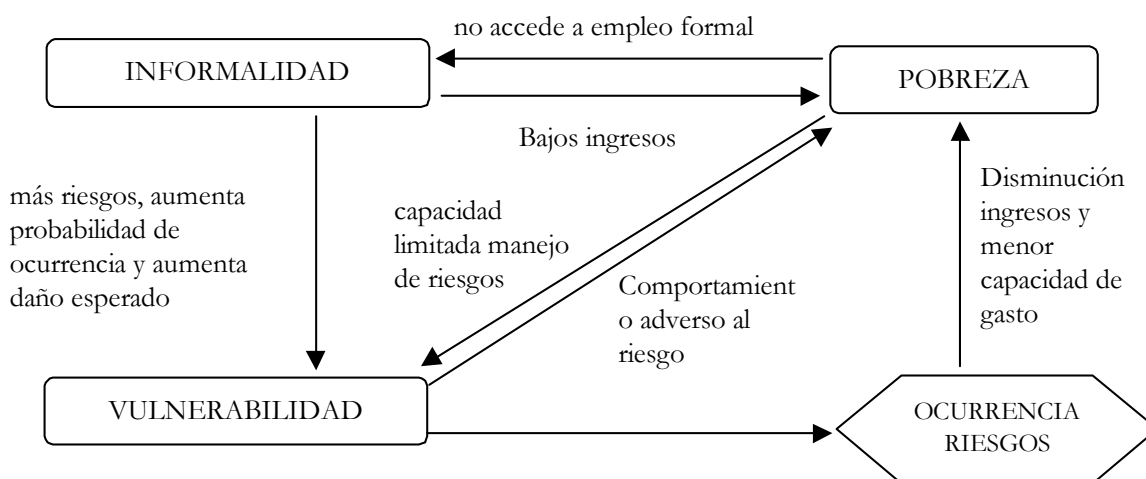 no accede a empleo formal
INFORMALIDAD
POBREZA
Bajos ingresos
más riesgos, aumenta
probabilidad de
ocurrencia y aumenta
daño esperado
capacidad
limitada manejo
de riesgos
Comportamient
o adverso al
riesgo
Disminución
ingresos y
menor
capacidad de
gasto
VULNERABILIDAD
OCURRENCIA
RIESGOS